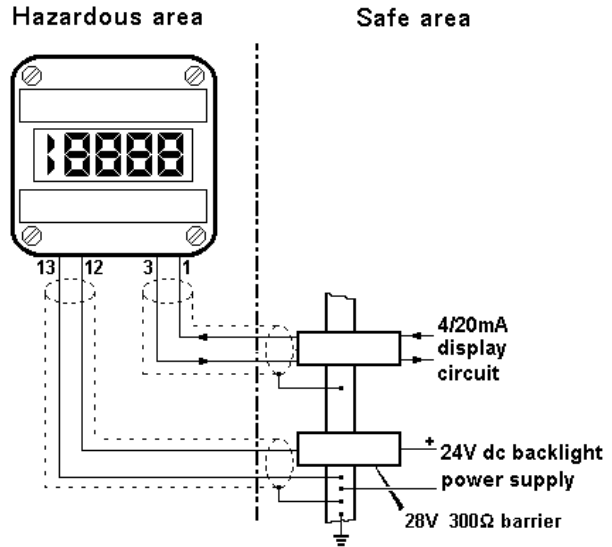 Hazardous area
Safe area
18888
13 12 3 1
4/20mA
display
circuit
+
24V dc backlight
power supply
28V 300Ω barrier